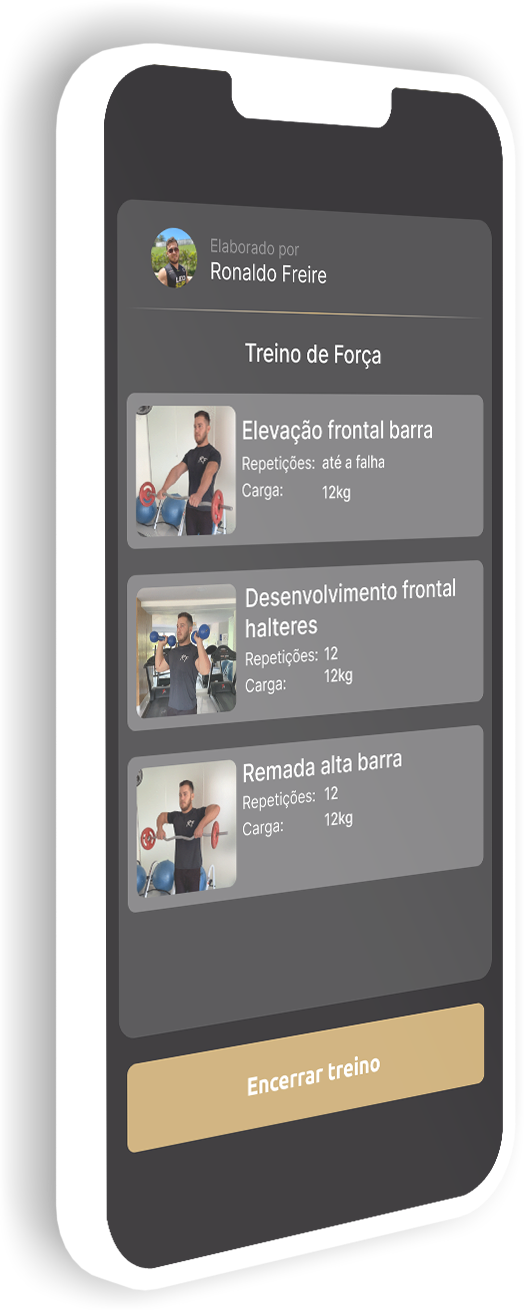 Elaborado por
Ronaldo Freire
Treino de Força
Elevação frontal barra
Repetições: até a falha
Carga: 12kg
Desenvolvimento frontal
halteres
Repetições: 12
Carga: 12kg
Remada alta barra
Repetições: 12
Carga: 12kg
Encerrar treino